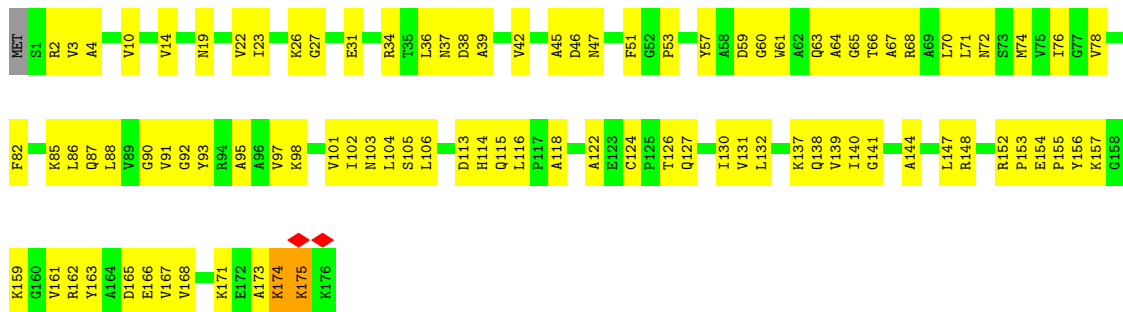 MET S1 R2 V3 A4 V10 V14 N19 V22 I23 K26 G27 E31 R34 T35 L36 N37 D38 A39 V42 A45 D46 N47 F51 G52 P53 Y57 A58 D59 G60 W61 A62 Q63 A64 G65 T66 A67 R68 A69 L70 L71 N72 S73 M74 V75 I76 G77 V78
F82 K85 L86 Q87 L88 V89 G90 V91 G92 Y93 R94 A95 A96 V97 K98 V101 I102 N103 L104 S105 L106 D113 H114 Q115 L116 P117 A118 A122 E123 C124 P125 T126 Q127 I130 V131 L132 K137 Q138 V139 I140 G141 A144 L147 R148 R152 P153 E154 P155 Y156 K157 G158
K159 G160 V161 R162 Y163 A164 D165 E166 V167 V168 K171 E172 A173 K174 K175 K176